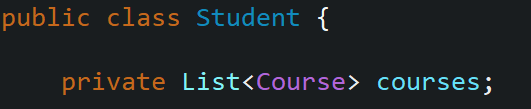 public class Student {
private List<Course> courses;